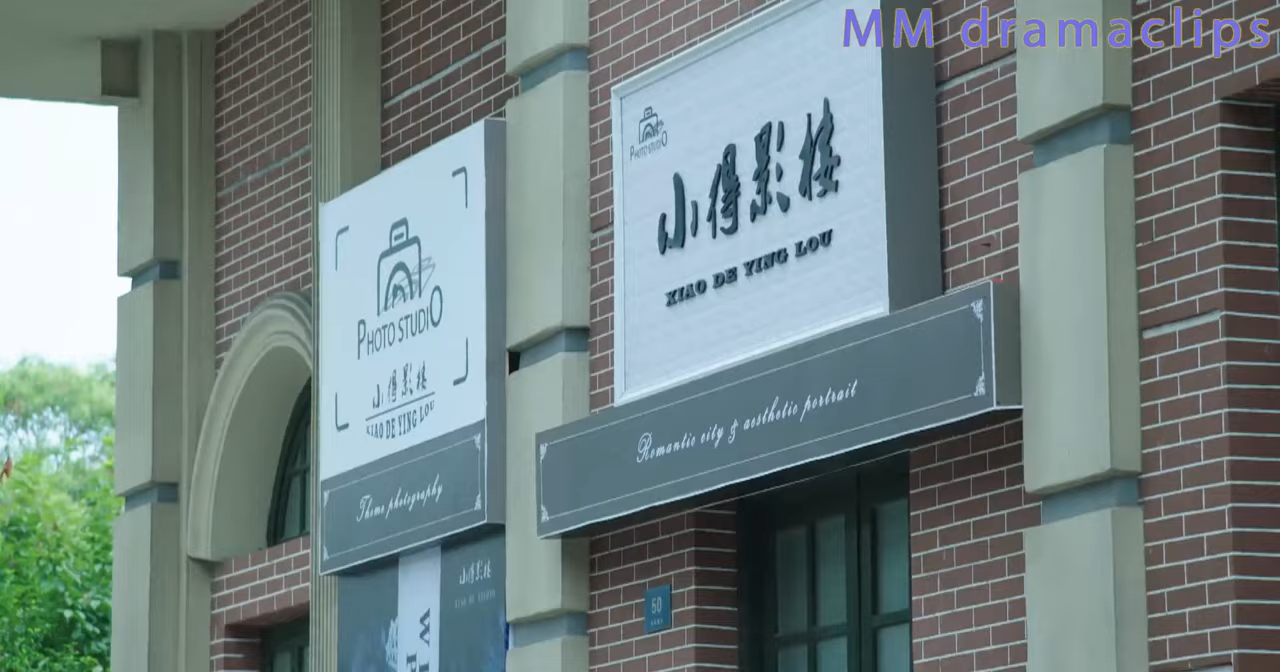 MM dramaclips
PHOTO STUDIO
小得影楼
XIAO DE YING LOU
Romantic city & aesthetic portrait
PHOTO STUDIO
小得影楼
XIAO DE YING LOU
Theme photography
小得影楼
50